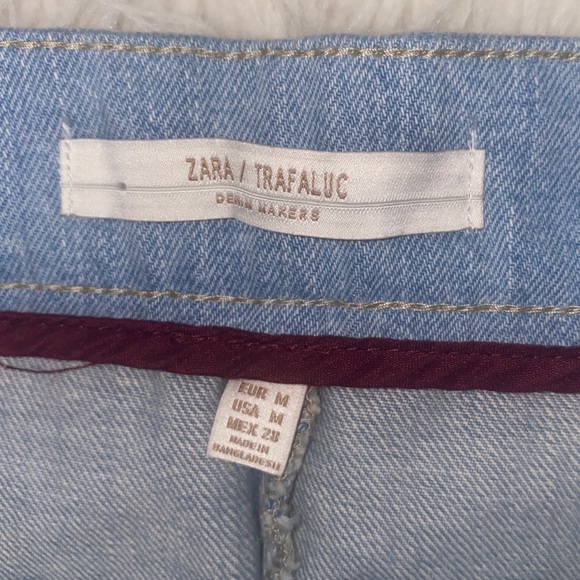 ZARA / TRAFALUC
DENIM MAKERS
EUR M
USA M
MEX 28
MADE IN
BANGLADESH